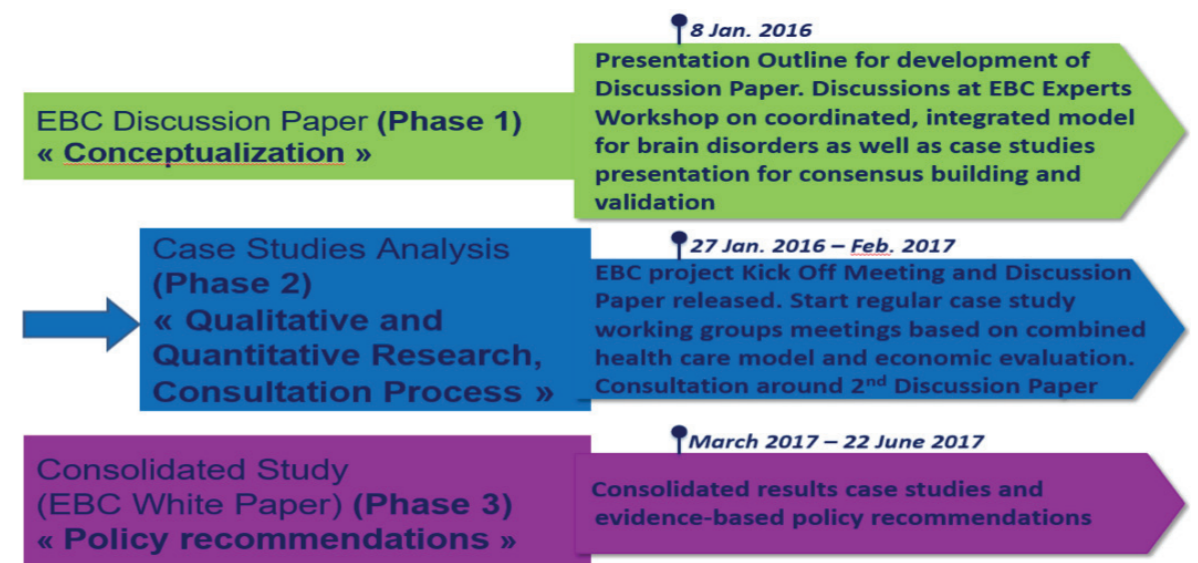 8 Jan. 2016
EBC Discussion Paper (Phase 1)
« Conceptualization »
Presentation Outline for development of
Discussion Paper. Discussions at EBC Experts
Workshop on coordinated, integrated model
for brain disorders as well as case studies
presentation for consensus building and
validation
27 Jan. 2016 – Feb. 2017
Case Studies Analysis
(Phase 2)
« Qualitative and
Quantitative Research,
Consultation Process »
EBC project Kick Off Meeting and Discussion
Paper released. Start regular case study
working groups meetings based on combined
health care model and economic evaluation.
Consultation around 2nd Discussion Paper
March 2017 – 22 June 2017
Consolidated Study
(EBC White Paper) (Phase 3)
« Policy recommendations »
Consolidated results case studies and
evidence-based policy recommendations